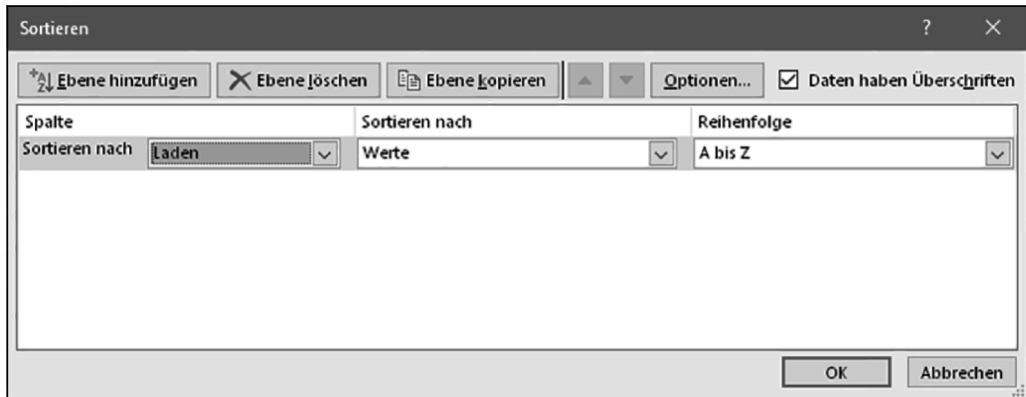 Sortieren ?
Ebene hinzufügen Ebene löschen Ebene kopieren Optionen... Daten haben Überschriften
Spalte Sortieren nach Reihenfolge
Sortieren nach Laden Werte A bis Z
OK Abbrechen